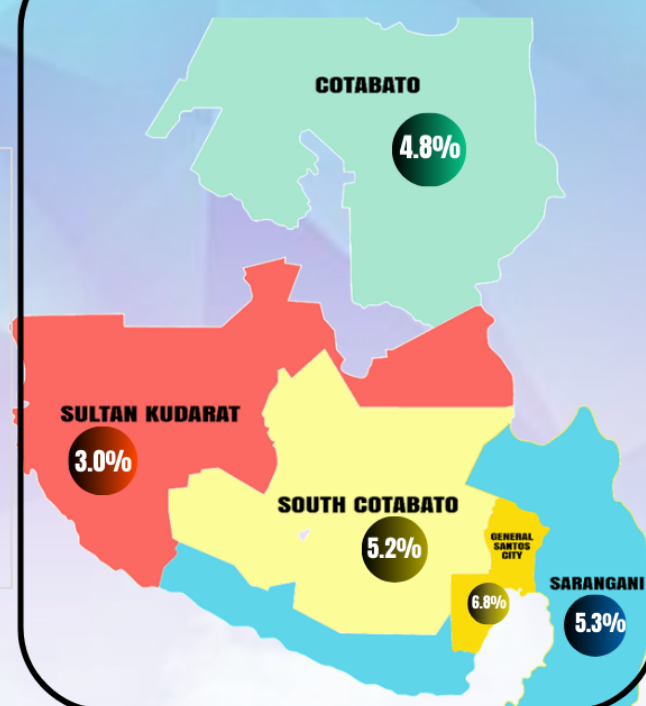 COTABATO
4.8%
SULTAN KUDARAT
3.0%
SOUTH COTABATO
5.2%
GENERAL
SANTOS
CITY
6.8%
SARANGANI
5.3%